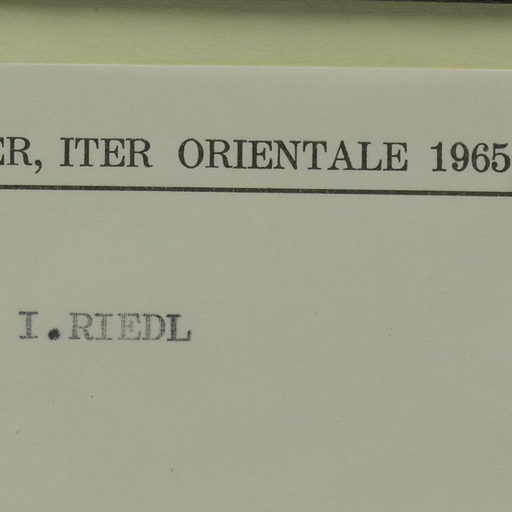 ER, ITER ORIENTALE 1965
I.RIEDL